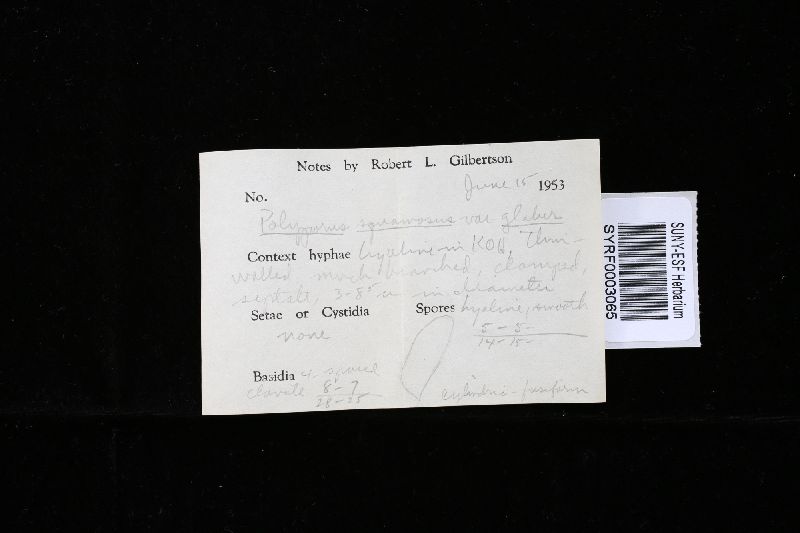 Notes by Robert L. Gilbertson
June 15 1953
No.
Polyporus squamosus var glaber
Context hyphae hyaline in KOH, thin-
walled much branched, clamped,
septate, 3-8 u in diameter
Setae or Cystidia
none
Spores hyaline, smooth
5 - 5-
14 - 15-
cylindric-fusiform
Basidia 4 spored
clavate 8 - 7
28 - 25
SUNY-ESF Herbarium
SYRF0003065